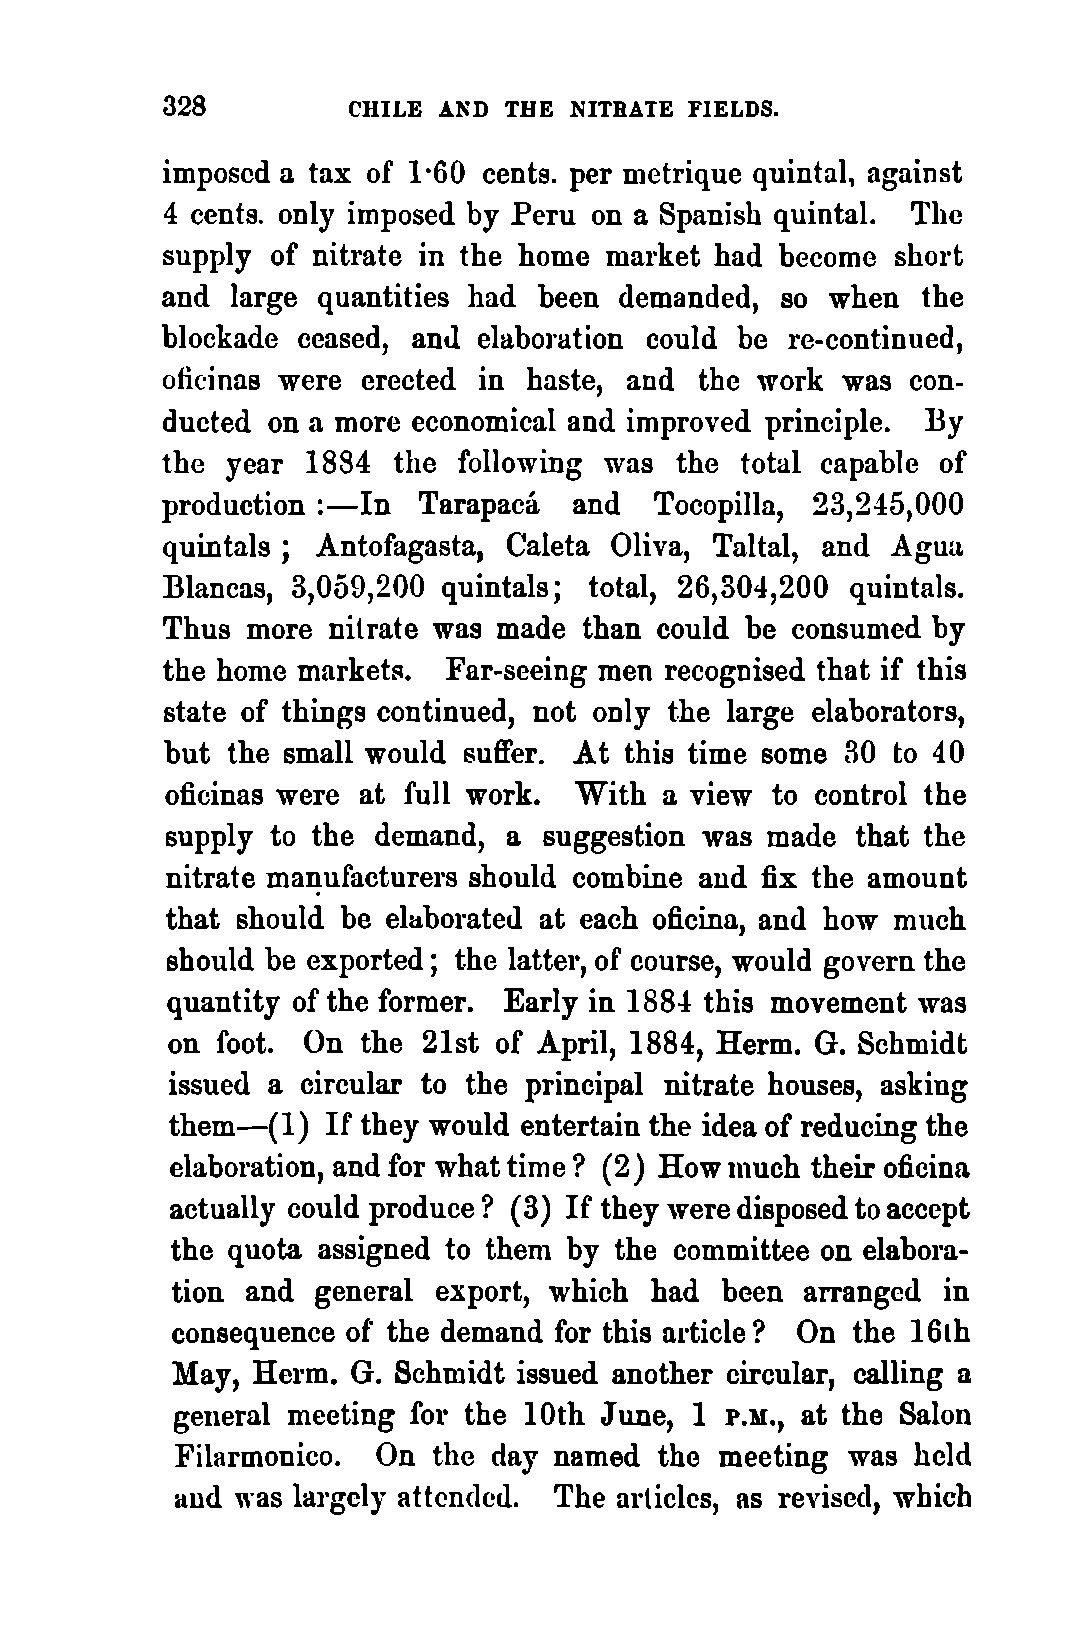 328 CHILE AND THE NITRATE FIELDS.
imposed a tax of 1·60 cents. per metrique quintal, against
4 cents. only imposed by Peru on a Spanish quintal. The
supply of nitrate in the home market had become short
and large quantities had been demanded, so when the
blockade ceased, and elaboration could be re-continued,
oficinas were erected in haste, and the work was con-
ducted on a more economical and improved principle. By
the year 1884 the following was the total capable of
production :—In Tarapacá and Tocopilla, 23,245,000
quintals ; Antofagasta, Caleta Oliva, Taltal, and Agua
Blancas, 3,059,200 quintals; total, 26,304,200 quintals.
Thus more nitrate was made than could be consumed by
the home markets. Far-seeing men recognised that if this
state of things continued, not only the large elaborators,
but the small would suffer. At this time some 30 to 40
oficinas were at full work. With a view to control the
supply to the demand, a suggestion was made that the
nitrate manufacturers should combine and fix the amount
that should be elaborated at each oficina, and how much
should be exported; the latter, of course, would govern the
quantity of the former. Early in 1884 this movement was
on foot. On the 21st of April, 1884, Herm. G. Schmidt
issued a circular to the principal nitrate houses, asking
them—(1) If they would entertain the idea of reducing the
elaboration, and for what time? (2) How much their oficina
actually could produce? (3) If they were disposed to accept
the quota assigned to them by the committee on elabora-
tion and general export, which had been arranged in
consequence of the demand for this article? On the 16th
May, Herm. G. Schmidt issued another circular, calling a
general meeting for the 10th June, 1 P.M., at the Salon
Filarmonico. On the day named the meeting was held
and was largely attended. The articles, as revised, which